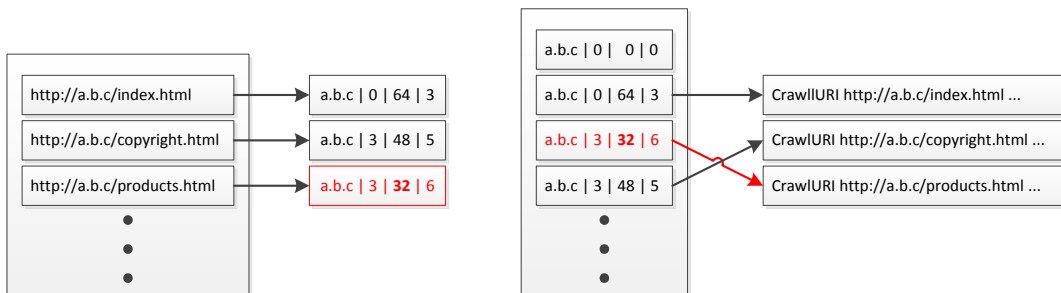 http://a.b.c/index.html
a.b.c | 0 | 64 | 3
http://a.b.c/copyright.html
a.b.c | 3 | 48 | 5
http://a.b.c/products.html
a.b.c | 3 | 32 | 6
a.b.c | 0 | 0 | 0
a.b.c | 0 | 64 | 3
CrawllURI http://a.b.c/index.html ...
a.b.c | 3 | 32 | 6
CrawlURI http://a.b.c/copyright.html ...
a.b.c | 3 | 48 | 5
CrawlURI http://a.b.c/products.html ...